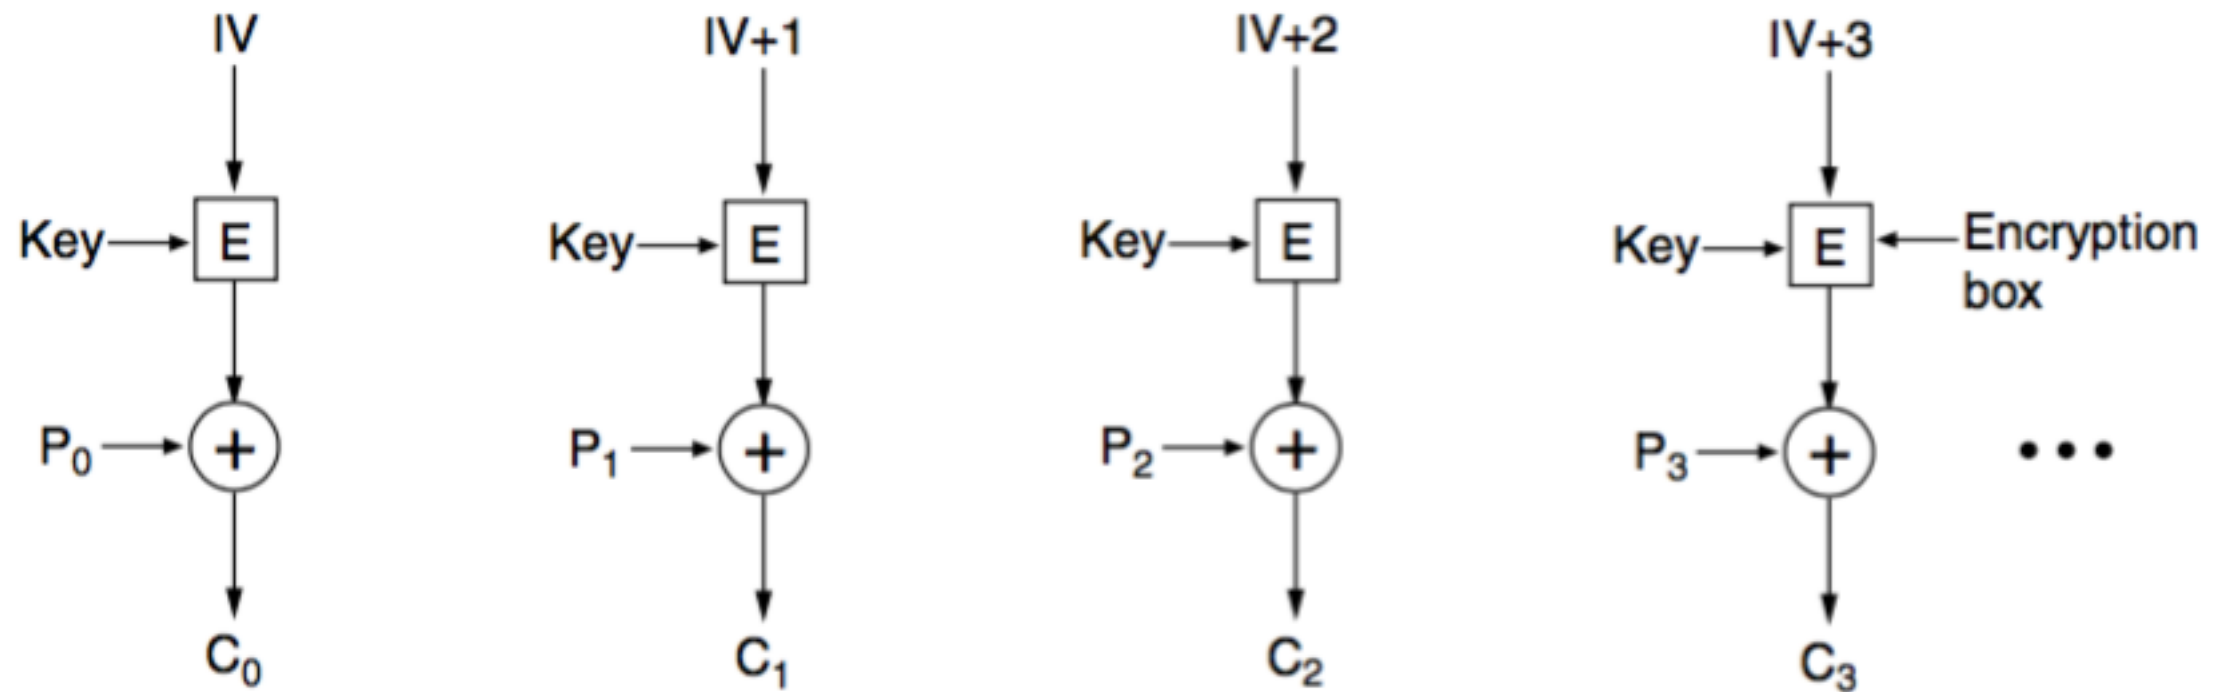 IV IV+1 IV+2 IV+3
Key E Key E Key E Key E Encryption
box
P₀ + P₁ + P₂ + P₃ + •••
C₀ C₁ C₂ C₃